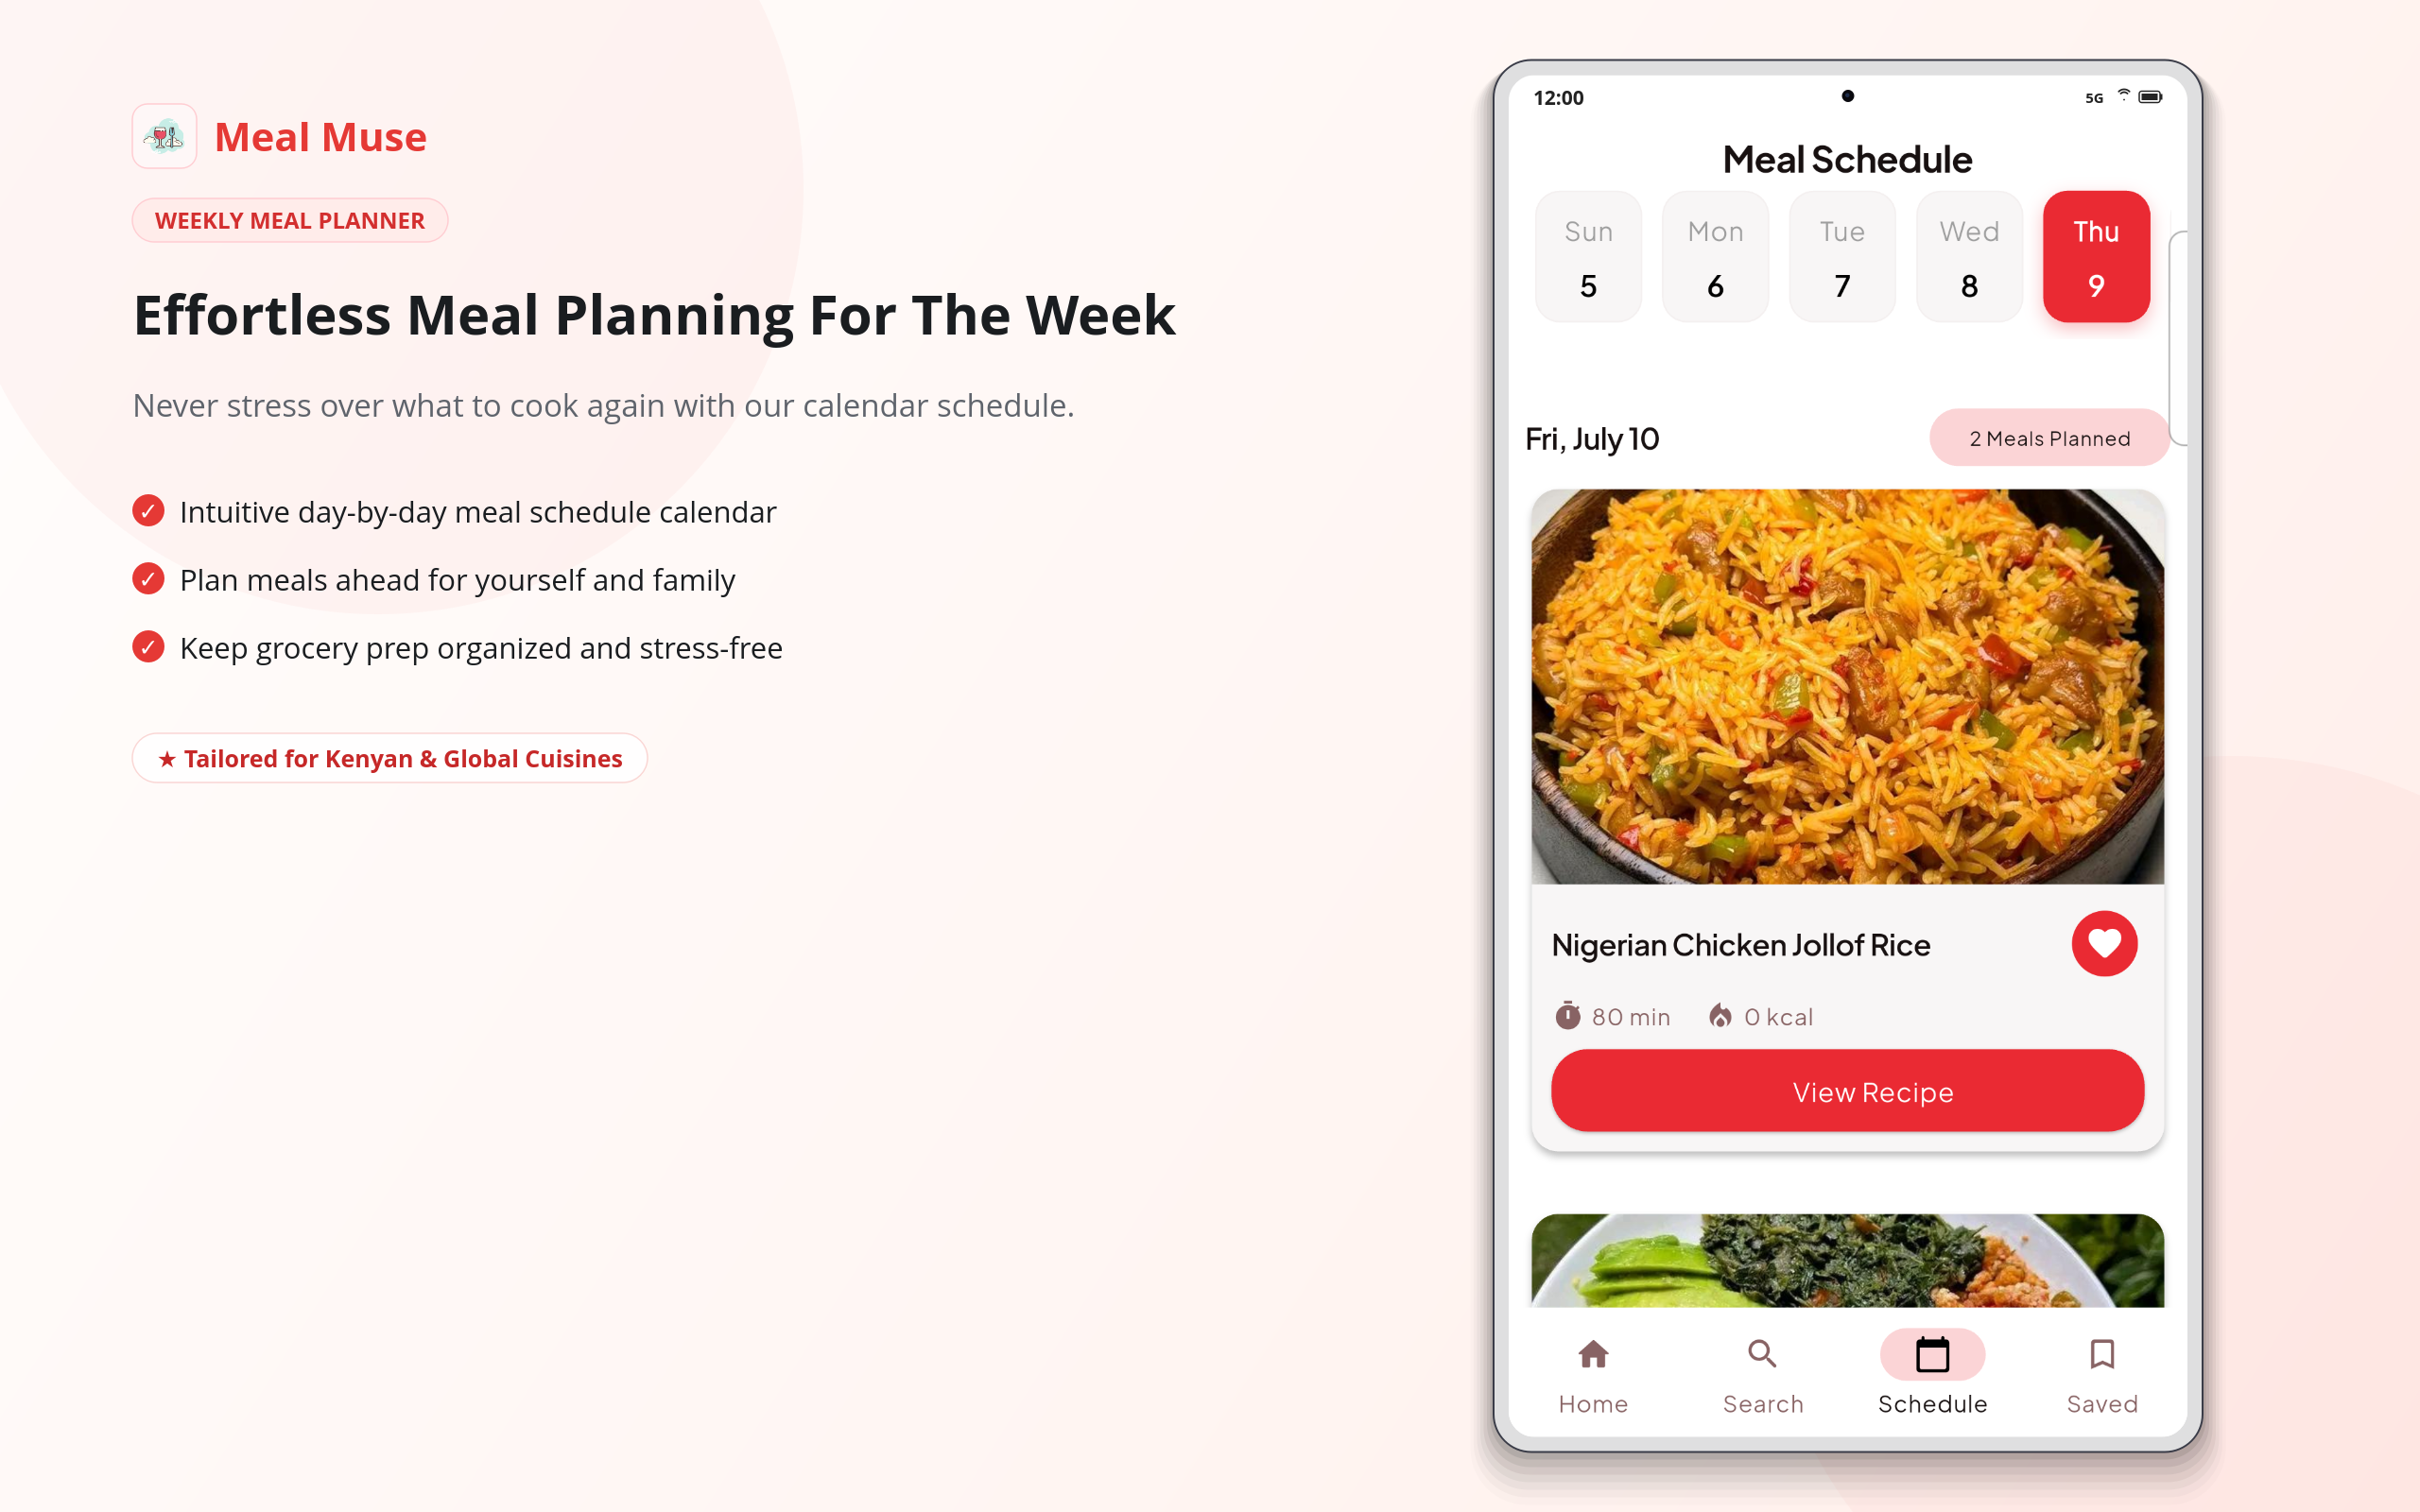 Meal Muse
WEEKLY MEAL PLANNER
Effortless Meal Planning For The Week
Never stress over what to cook again with our calendar schedule.
✓ Intuitive day-by-day meal schedule calendar
✓ Plan meals ahead for yourself and family
✓ Keep grocery prep organized and stress-free
★ Tailored for Kenyan & Global Cuisines
12:00 5G
Meal Schedule
Sun Mon Tue Wed Thu
5 6 7 8 9
Fri, July 10 2 Meals Planned
Nigerian Chicken Jollof Rice
80 min 0 kcal
View Recipe
Home Search Schedule Saved